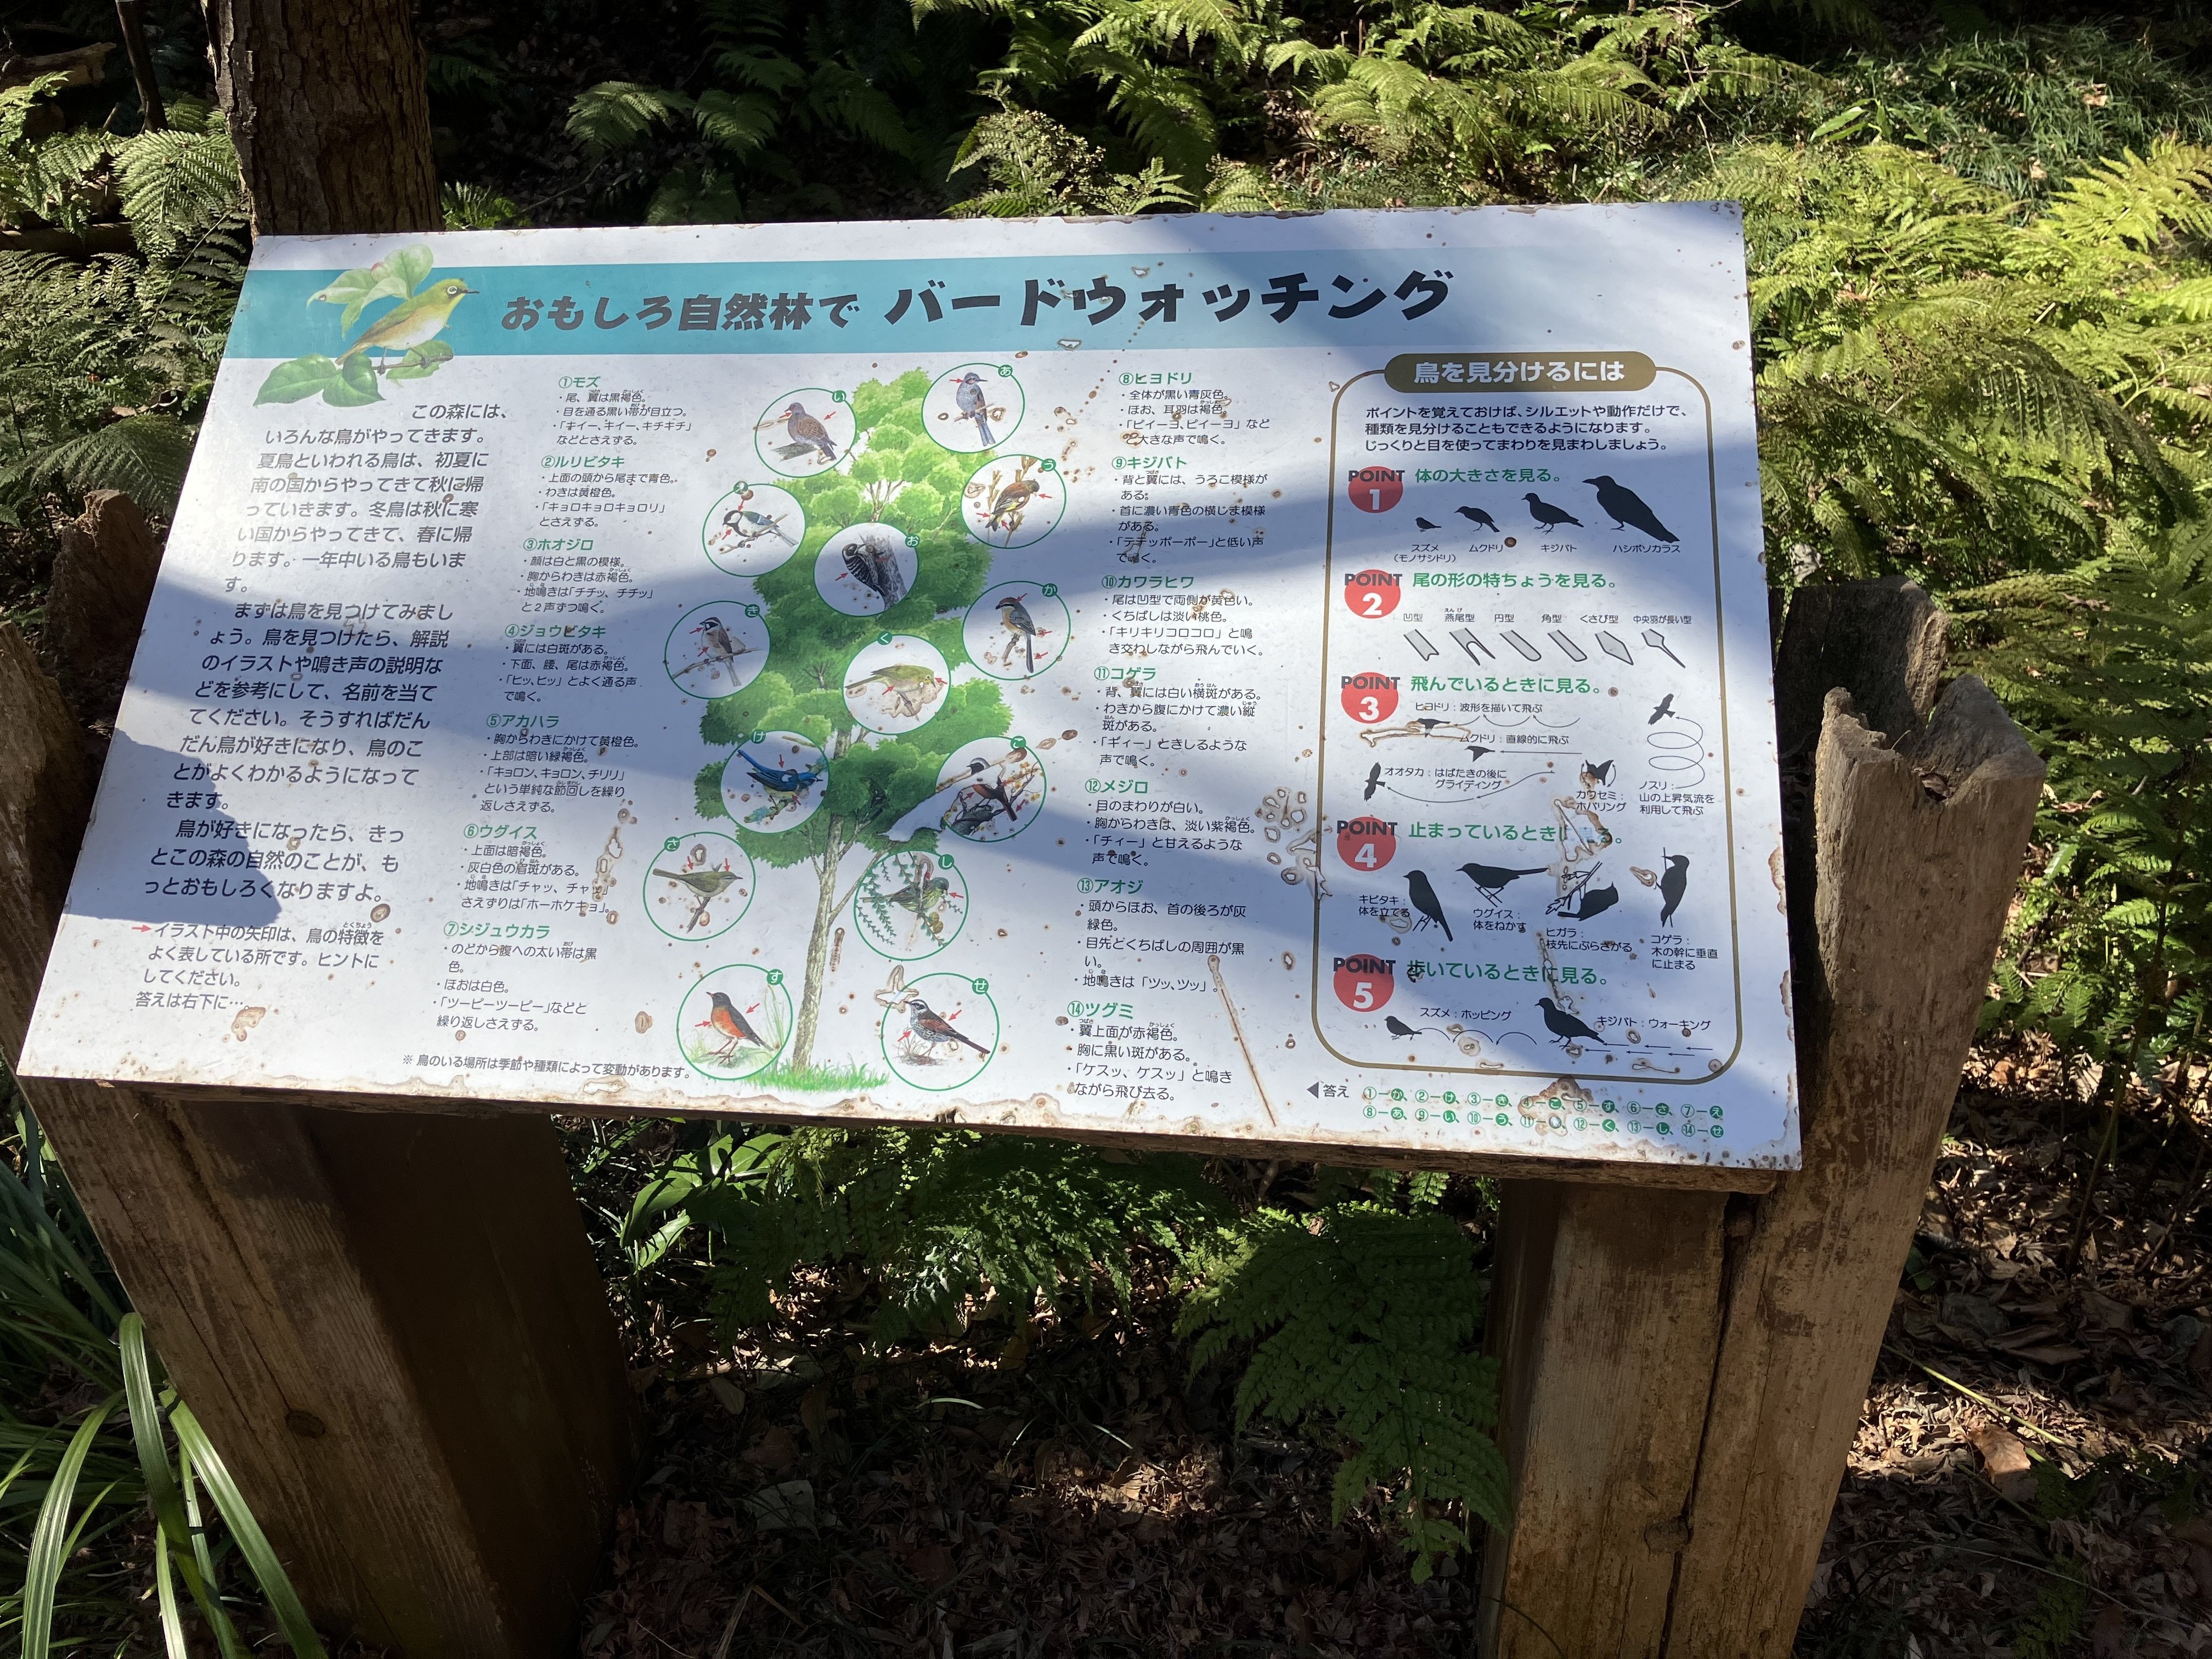 おもしろ自然林で バードウォッチング
この森には、
いろんな鳥がやってきます。
夏鳥といわれる鳥は、初夏に
南の国からやってきて秋に帰
っていきます。冬鳥は秋に寒
い国からやってきて、春に帰
ります。一年中いる鳥もいま
す。
まずは鳥を見つけてみまし
ょう。鳥を見つけたら、解説
のイラストや鳴き声の説明な
どを参考にして、名前を当て
てください。そうすればだん
だん鳥が好きになり、鳥のこ
とがよくわかるようになって
きます。
鳥が好きになったら、きっ
とこの森の自然のことが、も
っとおもしろくなりますよ。
イラスト中の矢印は、鳥の特徴を
よく表している所です。ヒントに
してください。
答えは右下に…
①モズ
・尾、翼は黒褐色。
・目を通る黒い帯が目立つ。
・「キイー、キイー、キチキチ」
などとさえずる。
②ルリビタキ
・上面の頭から尾まで青色。
・わきは黄橙色。
・「キョロキョロキョロリ」
とさえずる。
③ホオジロ
・顔は白と黒の模様。
・胸からわきは赤褐色。
・地鳴きは「チチッ、チチッ」
と2声ずつ鳴く。
④ジョウビタキ
・翼には白斑がある。
・下面、腰、尾は赤褐色。
・「ヒッ、ヒッ」とよく通る声
で鳴く。
⑤アカハラ
・胸からわきにかけて黄橙色。
・上部は暗い緑褐色。
・「キョロン、キョロン、チリリ」
という単純な節回しを繰り
返しさえずる。
⑥ウグイス
・上面は暗褐色。
・灰白色の眉斑がある。
・地鳴きは「チャッ、チャッ」
さえずりは「ホーホケキョ」。
⑦シジュウカラ
・のどから腹への太い帯は黒
色。
・ほおは白色。
・「ツーピーツーピー」などと
繰り返しさえずる。
※ 鳥のいる場所は季節や種類によって変動があります。
あ
い
う
お
か
き
く
け
こ
さ
し
す
せ
⑧ヒヨドリ
・全体が黒い青灰色。
・ほお、耳羽は褐色。
・「ピイーヨ、ピイーヨ」など
と大きな声で鳴く。
⑨キジバト
・背と翼には、うろこ模様が
ある。
・首に濃い青色の横じま模様
がある。
・「テデッポーポー」と低い声
で鳴く。
⑩カワラヒワ
・尾は凹型で両側が黄色い。
・くちばしは淡い桃色。
・「キリキリコロコロ」と鳴
き交わしながら飛んでいく。
⑪コゲラ
・背、翼には白い横斑がある。
・わきから腹にかけて濃い縦
斑がある。
・「ギィー」ときしるような
声で鳴く。
⑫メジロ
・目のまわりが白い。
・胸からわきは、淡い紫褐色。
・「チィー」と甘えるような
声で鳴く。
⑬アオジ
・頭からほお、首の後ろが灰
緑色。
・目先とくちばしの周囲が黒
い。
・地鳴きは「ツッ、ツッ」。
⑭ツグミ
・翼上面が赤褐色。
・胸に黒い斑がある。
・「ケスッ、ケスッ」と鳴き
ながら飛び去る。
鳥を見分けるには
ポイントを覚えておけば、シルエットや動作だけで、
種類を見分けることもできるようになります。
じっくりと目を使ってまわりを見まわしましょう。
POINT 1 体の大きさを見る。
スズメ ムクドリ キジバト ハシボソカラス
(モノサシドリ)
POINT 2 尾の形の特ちょうを見る。
凹型 燕尾型 円型 角型 くさび型 中央羽が長い型
POINT 3 飛んでいるときに見る。
ヒヨドリ：波形を描いて飛ぶ
ムクドリ：直線的に飛ぶ
オオタカ：はばたきの後に
グライディング
カワセミ：
ホバリング
ノスリ：
山の上昇気流を
利用して飛ぶ
POINT 4 止まっているとき る。
キビタキ：
体を立てる
ウグイス：
体をねかす
ヒガラ：
枝先にぶらさがる
コゲラ：
木の幹に垂直
に止まる
POINT 5 歩いているときに見る。
スズメ：ホッピング
キジバト：ウォーキング
答え ①−か、②−け、③−き、④−こ、⑤−す、⑥−さ、⑦−え
⑧−あ、⑨−い、⑩−う、⑪− 、⑫−く、⑬−し、⑭−せ